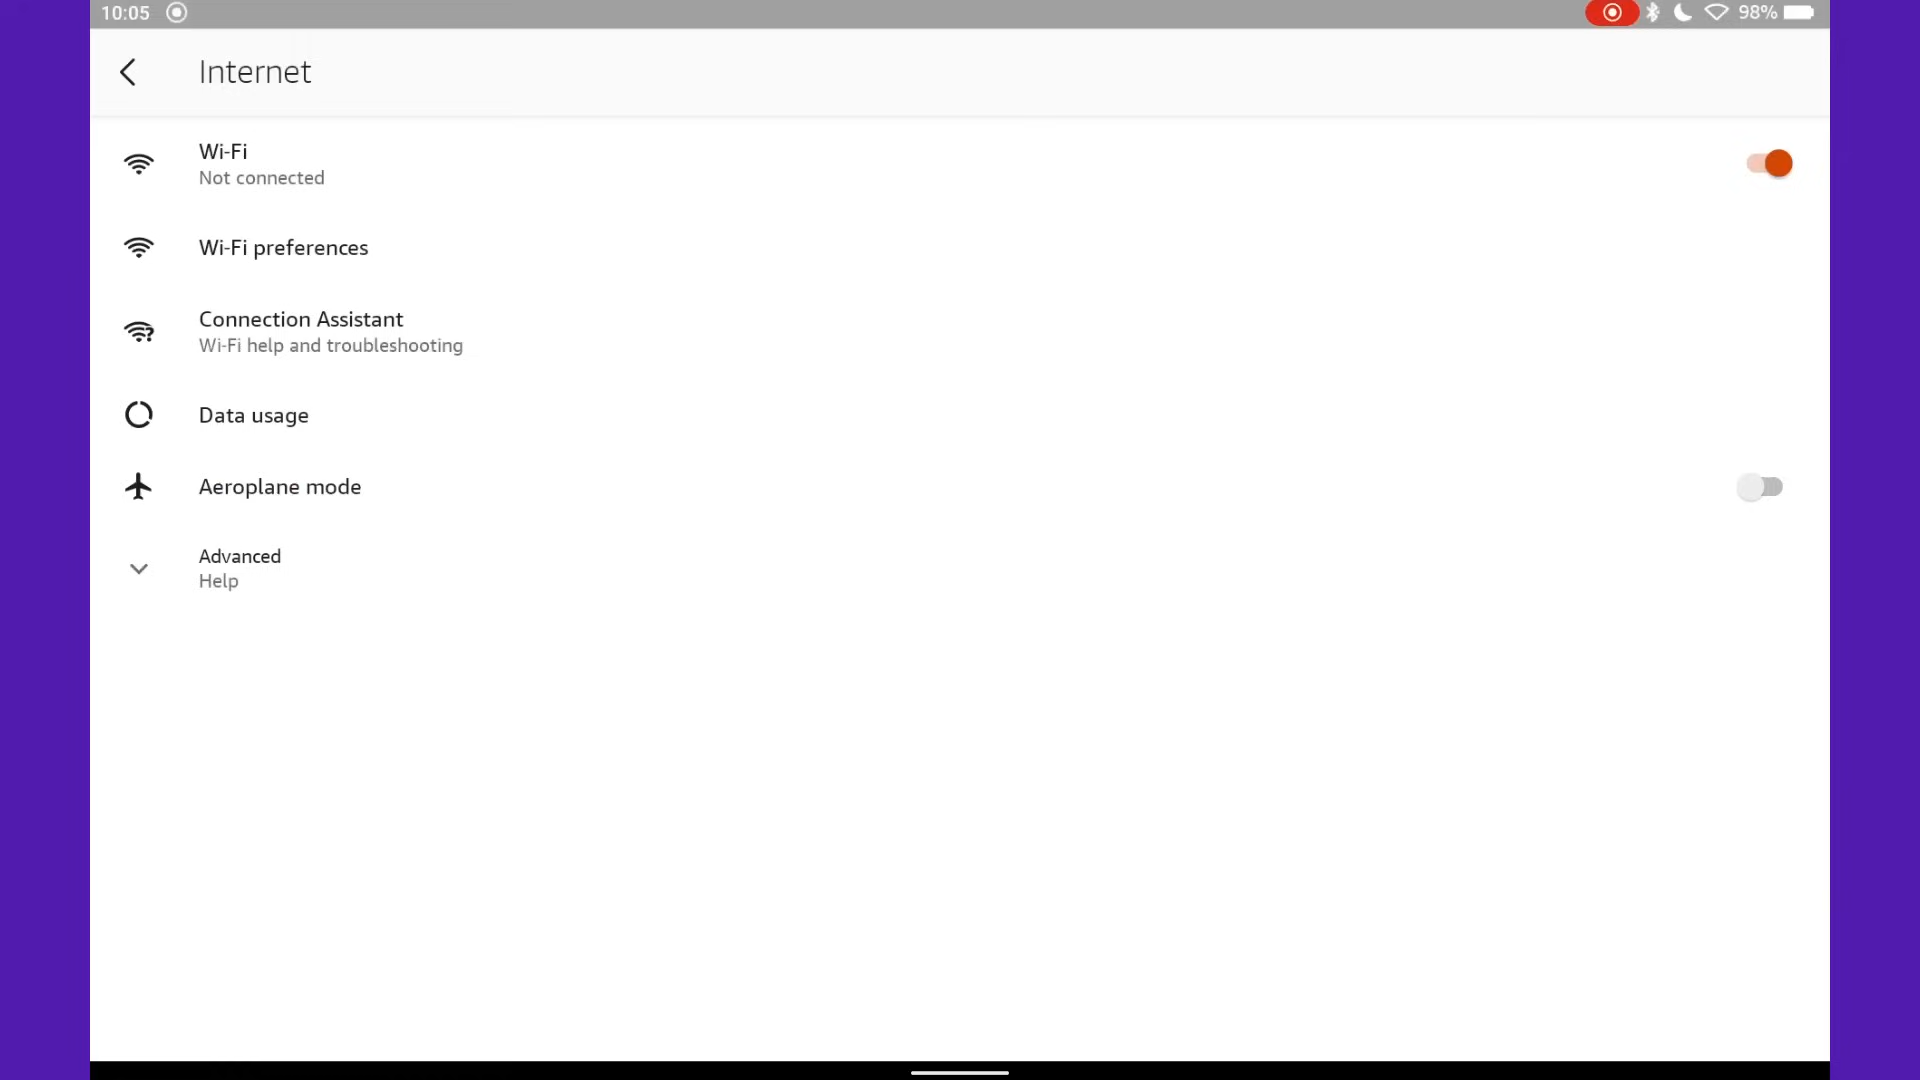 10:05
98%
Internet
Wi-Fi
Not connected
Wi-Fi preferences
Connection Assistant
Wi-Fi help and troubleshooting
Data usage
Aeroplane mode
Advanced
Help